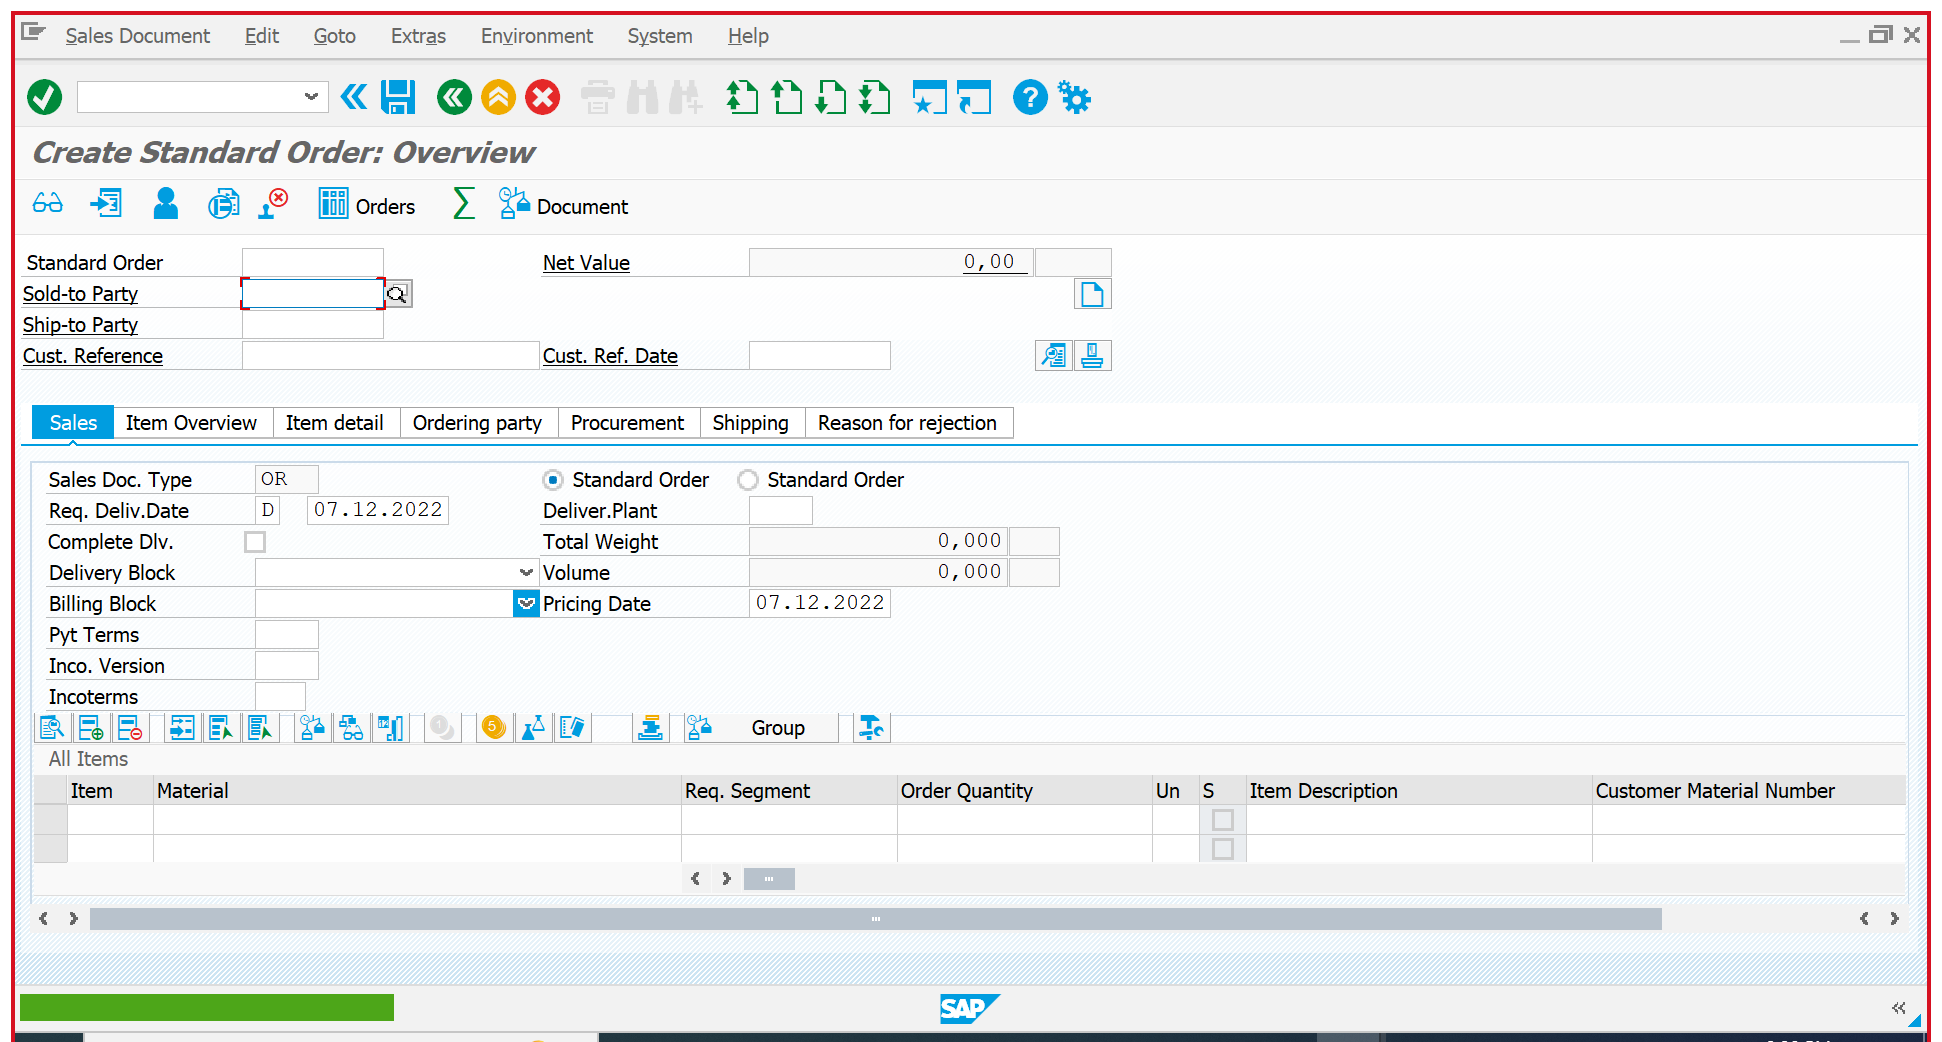 Sales Document Edit Goto Extras Environment System Help
Create Standard Order: Overview
Orders Document
Standard Order Net Value 0,00
Sold-to Party
Ship-to Party
Cust. Reference Cust. Ref. Date
Sales Item Overview Item detail Ordering party Procurement Shipping Reason for rejection
Sales Doc. Type OR Standard Order Standard Order
Req. Deliv.Date D 07.12.2022 Deliver.Plant
Complete Dlv. Total Weight 0,000
Delivery Block Volume 0,000
Billing Block Pricing Date 07.12.2022
Pyt Terms
Inco. Version
Incoterms
Group
All Items
Item Material Req. Segment Order Quantity Un S Item Description Customer Material Number
SAP